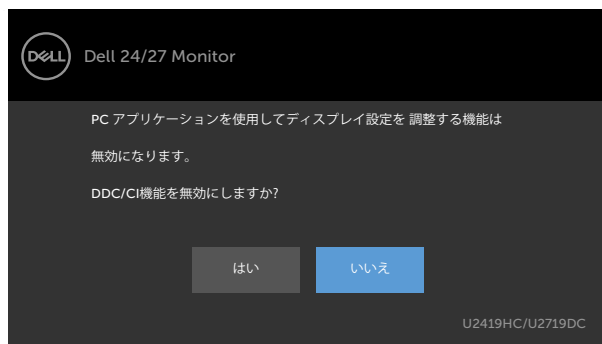 DELL
Dell 24/27 Monitor
PC アプリケーションを使用してディスプレイ設定を 調整する機能は
無効になります。
DDC/CI機能を無効にしますか?
はい いいえ
U2419HC/U2719DC